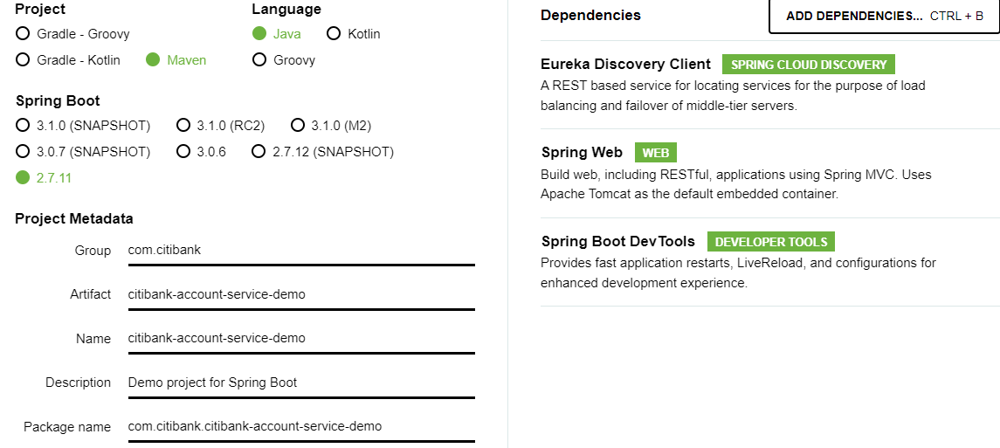 Project
Language
Gradle - Groovy
Java
Kotlin
Gradle - Kotlin
Maven
Groovy
Spring Boot
3.1.0 (SNAPSHOT)
3.1.0 (RC2)
3.1.0 (M2)
3.0.7 (SNAPSHOT)
3.0.6
2.7.12 (SNAPSHOT)
2.7.11
Project Metadata
Group com.citibank
Artifact citibank-account-service-demo
Name citibank-account-service-demo
Description Demo project for Spring Boot
Package name com.citibank.citibank-account-service-demo
Dependencies
ADD DEPENDENCIES... CTRL + B
Eureka Discovery Client SPRING CLOUD DISCOVERY
A REST based service for locating services for the purpose of load
balancing and failover of middle-tier servers.
Spring Web WEB
Build web, including RESTful, applications using Spring MVC. Uses
Apache Tomcat as the default embedded container.
Spring Boot DevTools DEVELOPER TOOLS
Provides fast application restarts, LiveReload, and configurations for
enhanced development experience.